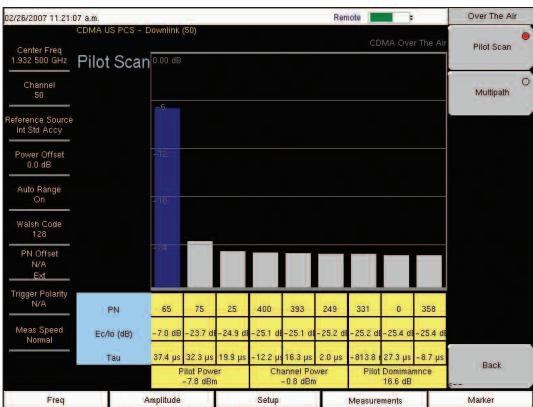 02/26/2007 11:21:07 a.m.
Remote
Over The Air
CDMA US PCS - Downlink (50)
CDMA Over The Air
Center Freq
1.932 500 GHz
Channel
50
Reference Source
Int Std Accy
Power Offset
0.0 dB
Auto Range
On
Walsh Code
128
PN Offset
N/A
Ext
Trigger Polarity
N/A
Meas Speed
Normal
Pilot Scan
0.00 dB
-6
-12
-18
-24
PN 65 75 25 400 393 249 331 0 358
Ec/Io (dB) -7.0 dB -23.7 dB -24.9 dB -25.1 dB -25.1 dB -25.2 dB -25.2 dB -25.4 dB -25.4 dB
Tau 37.4 µs 32.3 µs 19.9 µs -12.2 µs 16.3 µs 2.0 µs -813.8 27.3 µs -8.7 µs
Pilot Power Channel Power Pilot Domimamnce
-7.8 dBm -0.8 dBm 16.6 dB
Pilot Scan
Multipath
Back
<--
Freq Amplitude Setup Measurements Marker